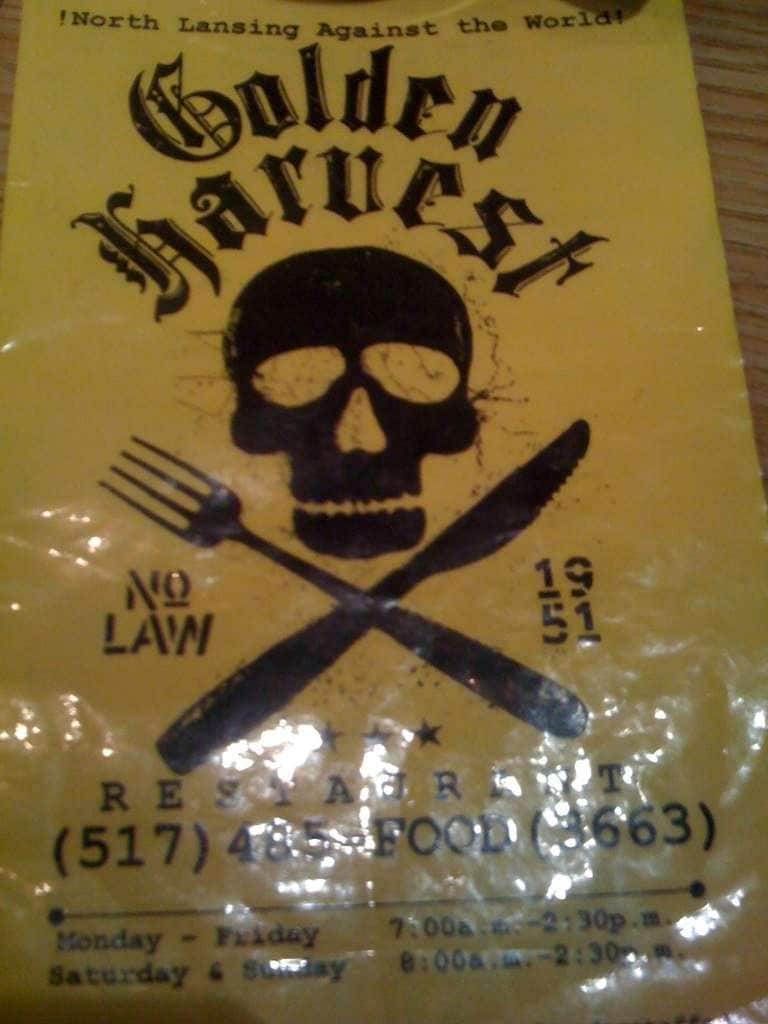 !North Lansing Against the World!
Golden
Harvest
NO
LAW
19
51
RESTAURANT
(517)485-FOOD(3663)
Monday - Friday 7:00a.m.-2:30p.m.
Saturday & Sunday 8:00a.m.-2:30p.m.